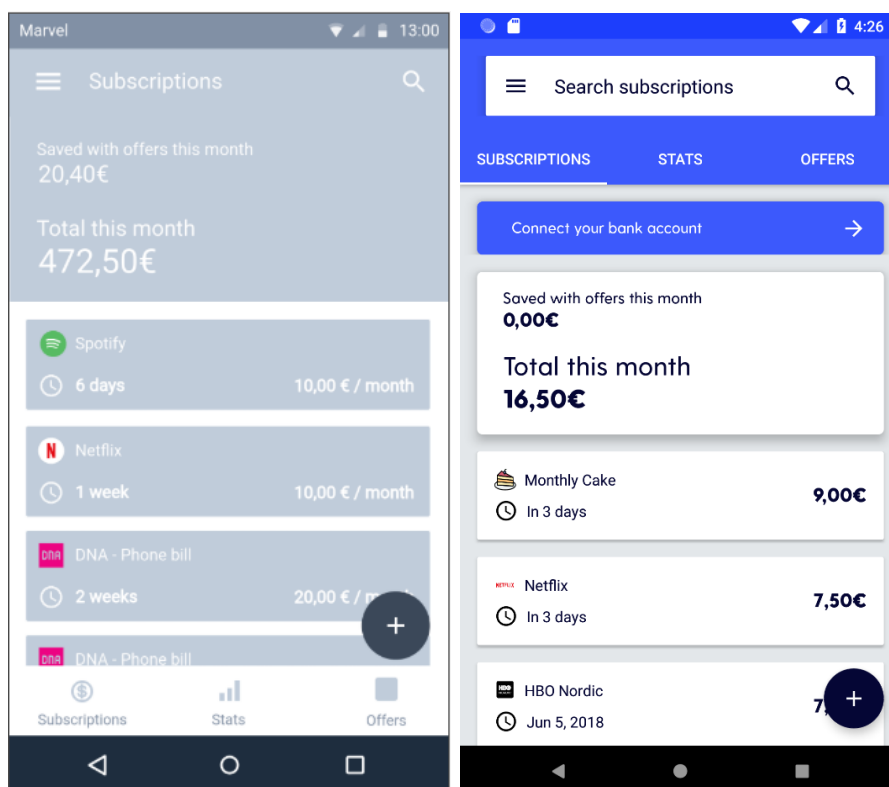 Marvel
13:00
Subscriptions
Saved with offers this month
20,40€
Total this month
472,50€
Spotify
6 days
10,00 € / month
N
Netflix
1 week
10,00 € / month
DNA
DNA - Phone bill
2 weeks
20,00 € /
+
DNA
DNA - Phone bill
Subscriptions
Stats
Offers
4:26
Search subscriptions
SUBSCRIPTIONS
STATS
OFFERS
Connect your bank account
Saved with offers this month
0,00€
Total this month
16,50€
Monthly Cake
In 3 days
9,00€
NETFLIX
Netflix
In 3 days
7,50€
HBO
HBO Nordic
Jun 5, 2018
7,
+